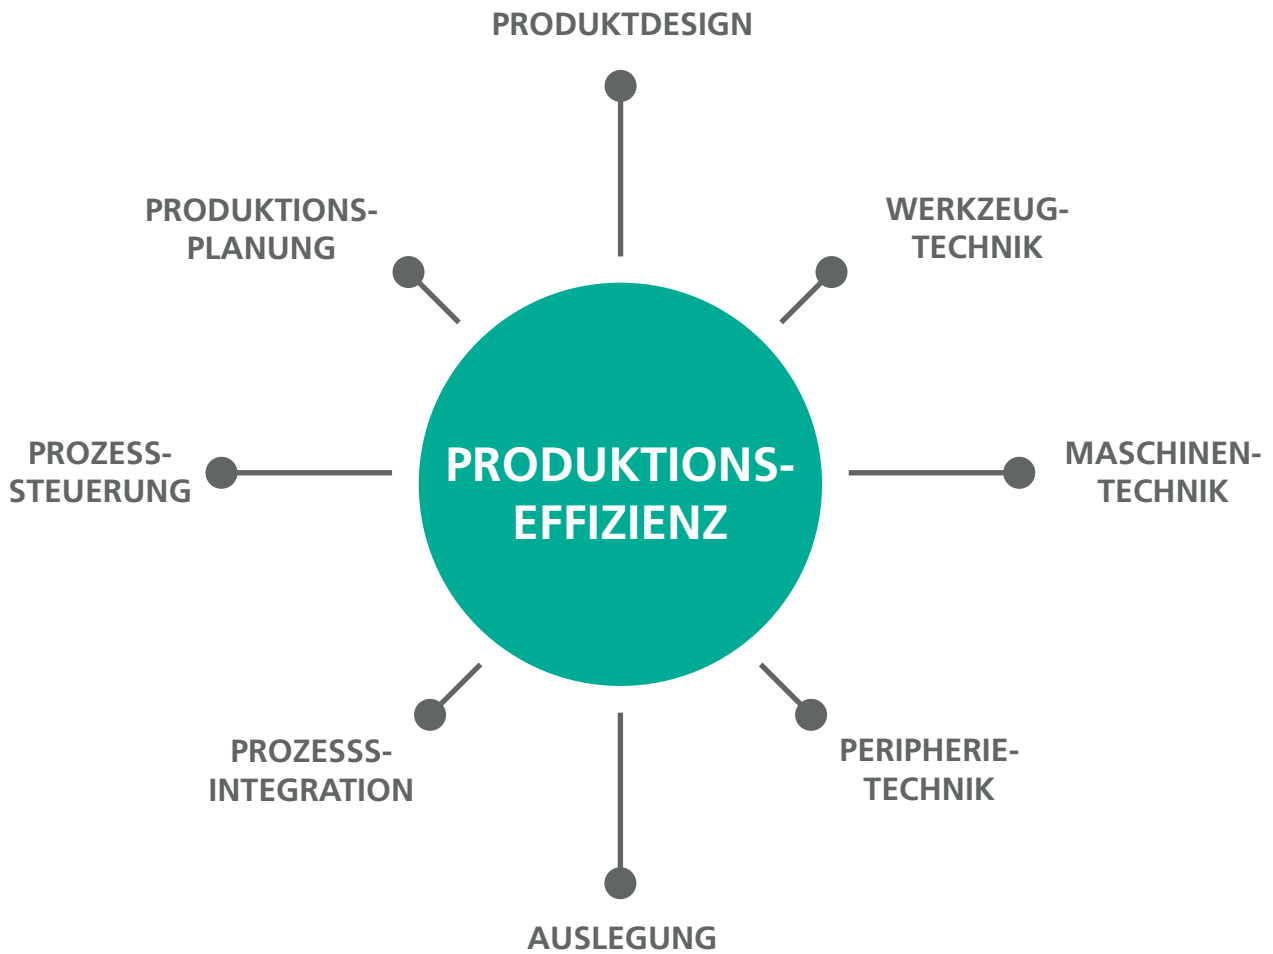 PRODUKTDESIGN
PRODUKTIONS-
PLANUNG
WERKZEUG-
TECHNIK
PROZESS-
STEUERUNG
PRODUKTIONS-
EFFIZIENZ
MASCHINEN-
TECHNIK
PROZESSS-
INTEGRATION
PERIPHERIE-
TECHNIK
AUSLEGUNG